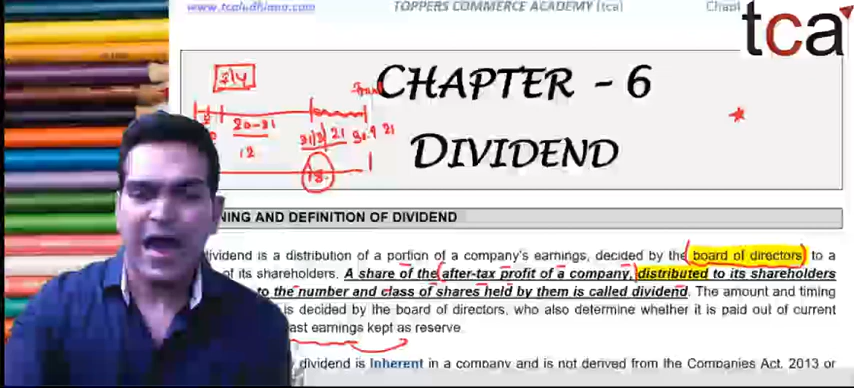 www.tcaludhiana.com TOPPERS COMMERCE ACADEMY (tca) Chapt
tca
CHAPTER - 6
DIVIDEND
20-21
12
31/3/21 30.9 21
18
NING AND DEFINITION OF DIVIDEND
ividend is a distribution of a portion of a company's earnings, decided by the board of directors, to a
of its shareholders. A share of the after-tax profit of a company, distributed to its shareholders
to the number and class of shares held by them is called dividend. The amount and timing
is decided by the board of directors, who also determine whether it is paid out of current
ast earnings kept as reserve.
dividend is Inherent in a company and is not derived from the Companies Act, 2013 or